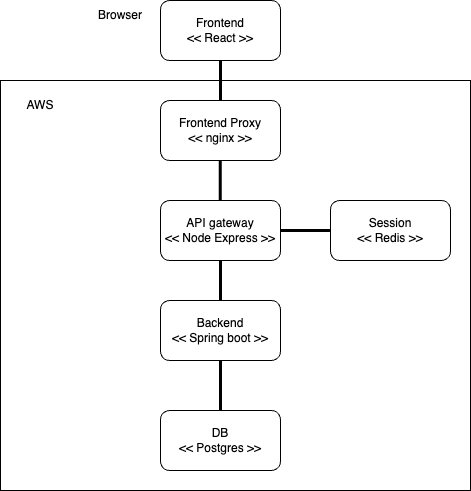 Browser
Frontend
<< React >>
AWS
Frontend Proxy
<< nginx >>
API gateway
<< Node Express >>
Session
<< Redis >>
Backend
<< Spring boot >>
DB
<< Postgres >>